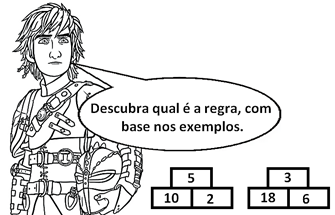 Descubra qual é a regra, com
base nos exemplos.
5 3
10 2 18 6